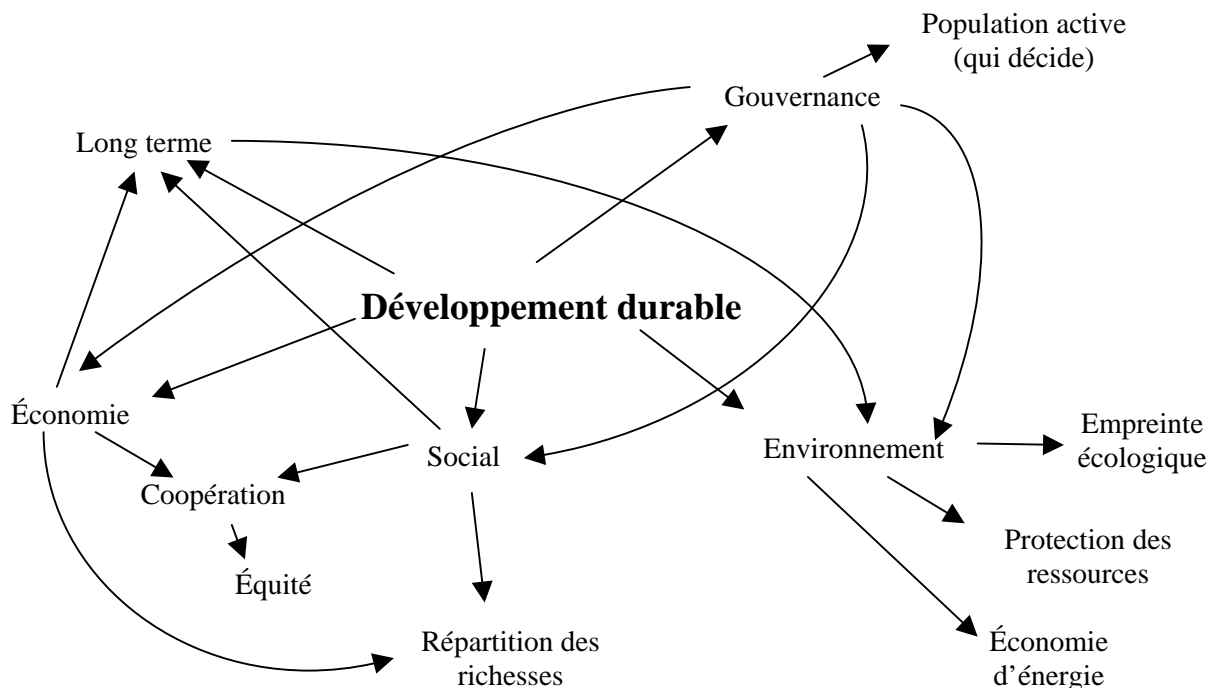 Population active
(qui décide)
Gouvernance
Long terme
Développement durable
Économie
Social
Environnement
Empreinte
écologique
Coopération
Protection des
ressources
Équité
Répartition des
richesses
Économie
d'énergie